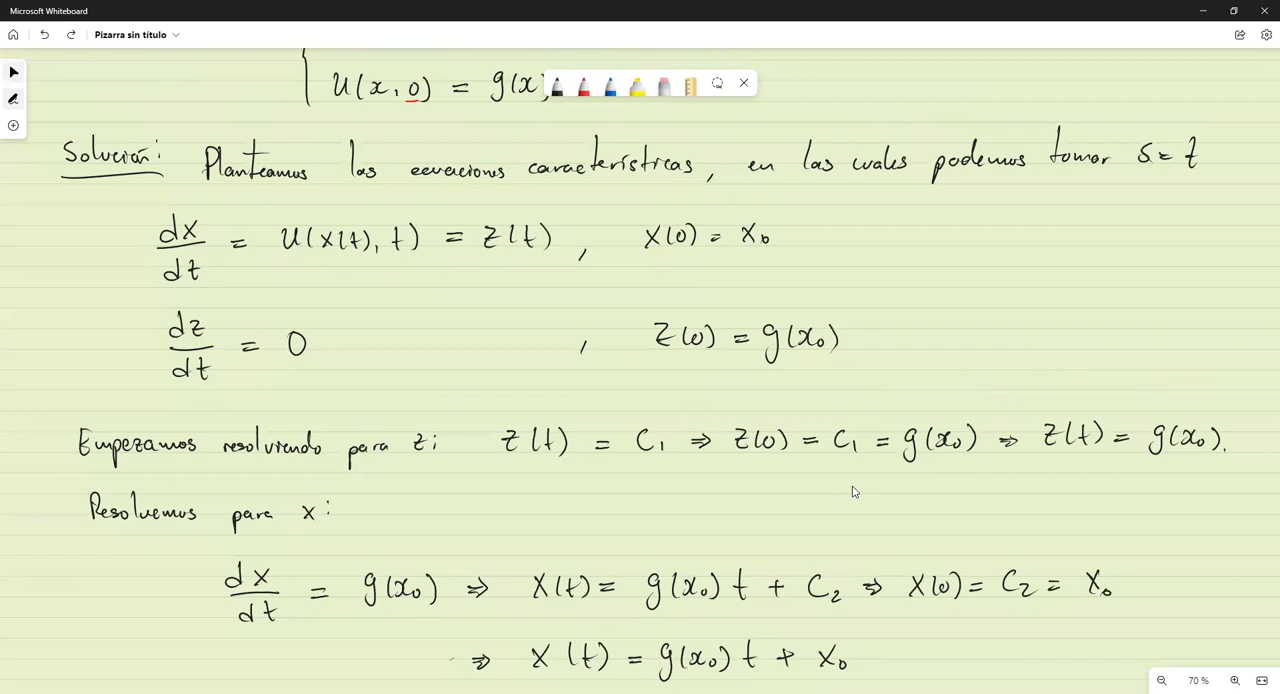 Microsoft Whiteboard
Pizarra sin título
U(x, 0) = g(x)
Solución: Planteamos las ecuaciones características, en las cuales podemos tomar s = t
dx/dt = U(x(t), t) = z(t), x(0) = x₀
dz/dt = 0, z(0) = g(x₀)
Empezamos resolviendo para z: z(t) = C₁ ⇒ z(0) = C₁ = g(x₀) ⇒ z(t) = g(x₀).
Resolvemos para x:
dx/dt = g(x₀) ⇒ x(t) = g(x₀) t + C₂ ⇒ x(0) = C₂ = x₀
⇒ x(t) = g(x₀) t + x₀
70 %